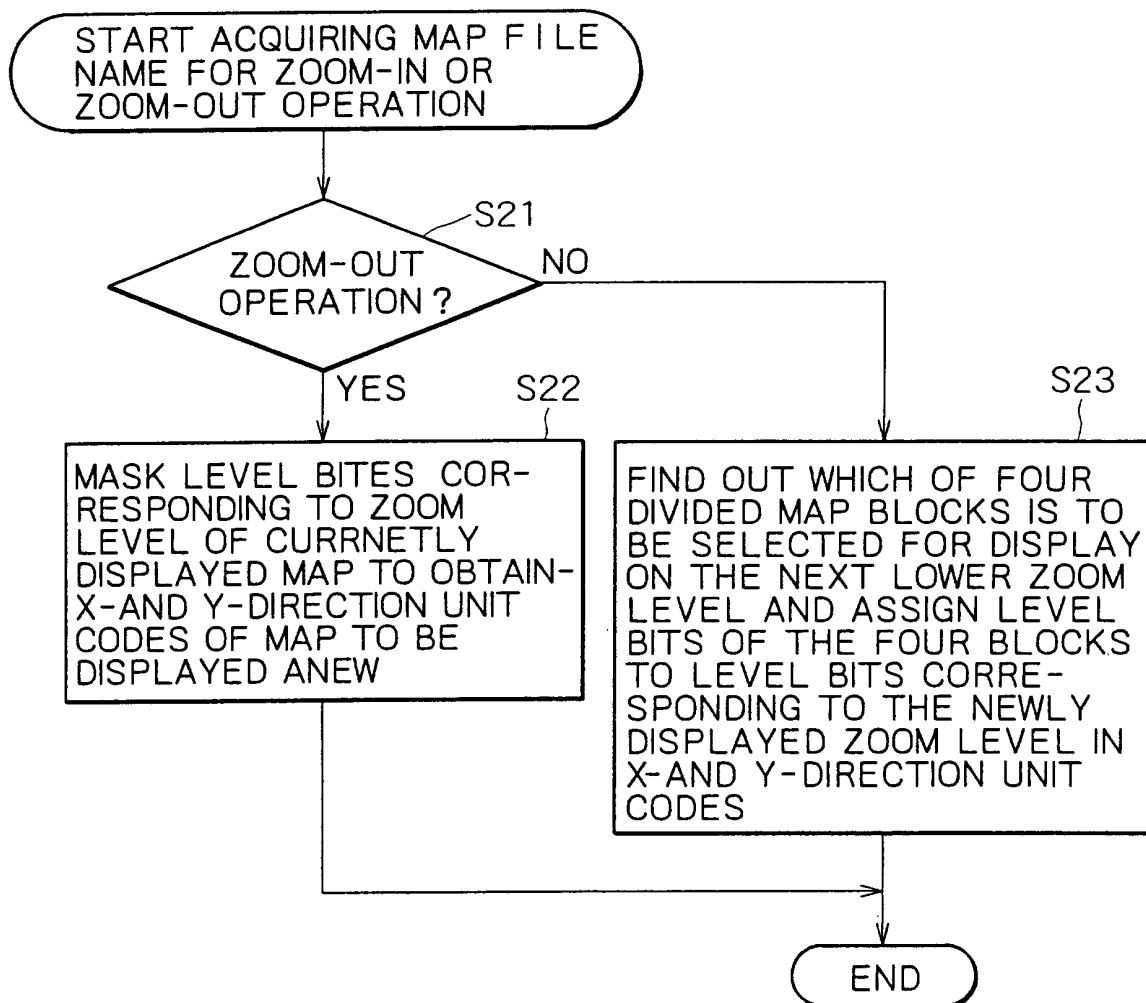 START ACQUIRING MAP FILE
NAME FOR ZOOM-IN OR
ZOOM-OUT OPERATION
S21
ZOOM-OUT
OPERATION?
NO
YES
S22
MASK LEVEL BITES COR-
RESPONDING TO ZOOM
LEVEL OF CURRNETLY
DISPLAYED MAP TO OBTAIN-
X-AND Y-DIRECTION UNIT
CODES OF MAP TO BE
DISPLAYED ANEW
S23
FIND OUT WHICH OF FOUR
DIVIDED MAP BLOCKS IS TO
BE SELECTED FOR DISPLAY
ON THE NEXT LOWER ZOOM
LEVEL AND ASSIGN LEVEL
BITS OF THE FOUR BLOCKS
TO LEVEL BITS CORRE-
SPONDING TO THE NEWLY
DISPLAYED ZOOM LEVEL IN
X-AND Y-DIRECTION UNIT
CODES
END